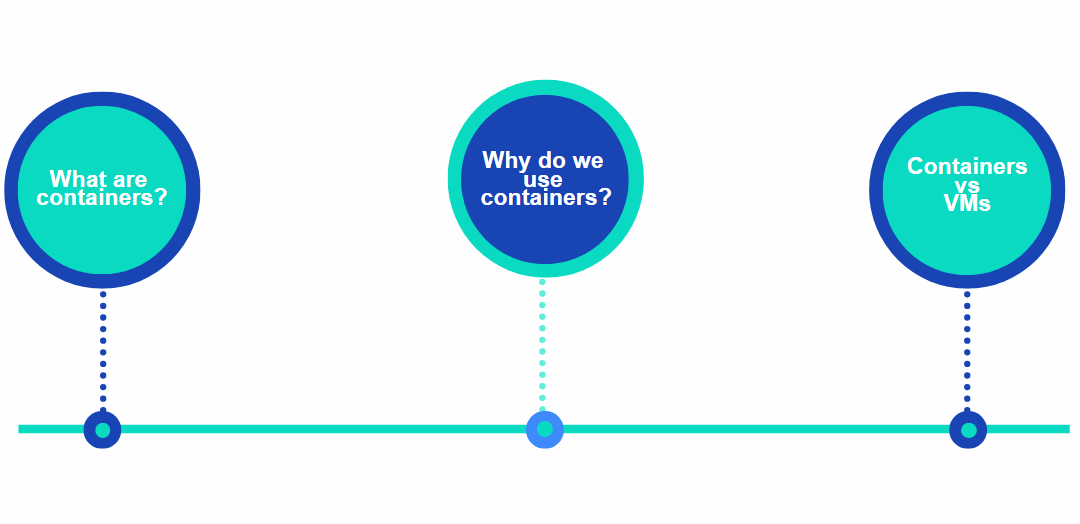 What are
containers?
Why do we
use
containers?
Containers
vs
VMs